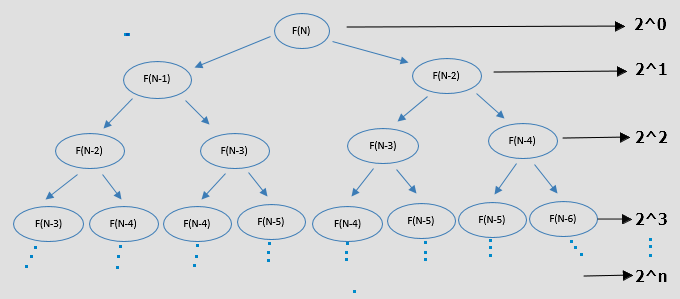 F(N) 2^0
F(N-1) F(N-2) 2^1
F(N-2) F(N-3) F(N-3) F(N-4) 2^2
F(N-3) F(N-4) F(N-4) F(N-5) F(N-4) F(N-5) F(N-5) F(N-6) 2^3
2^n